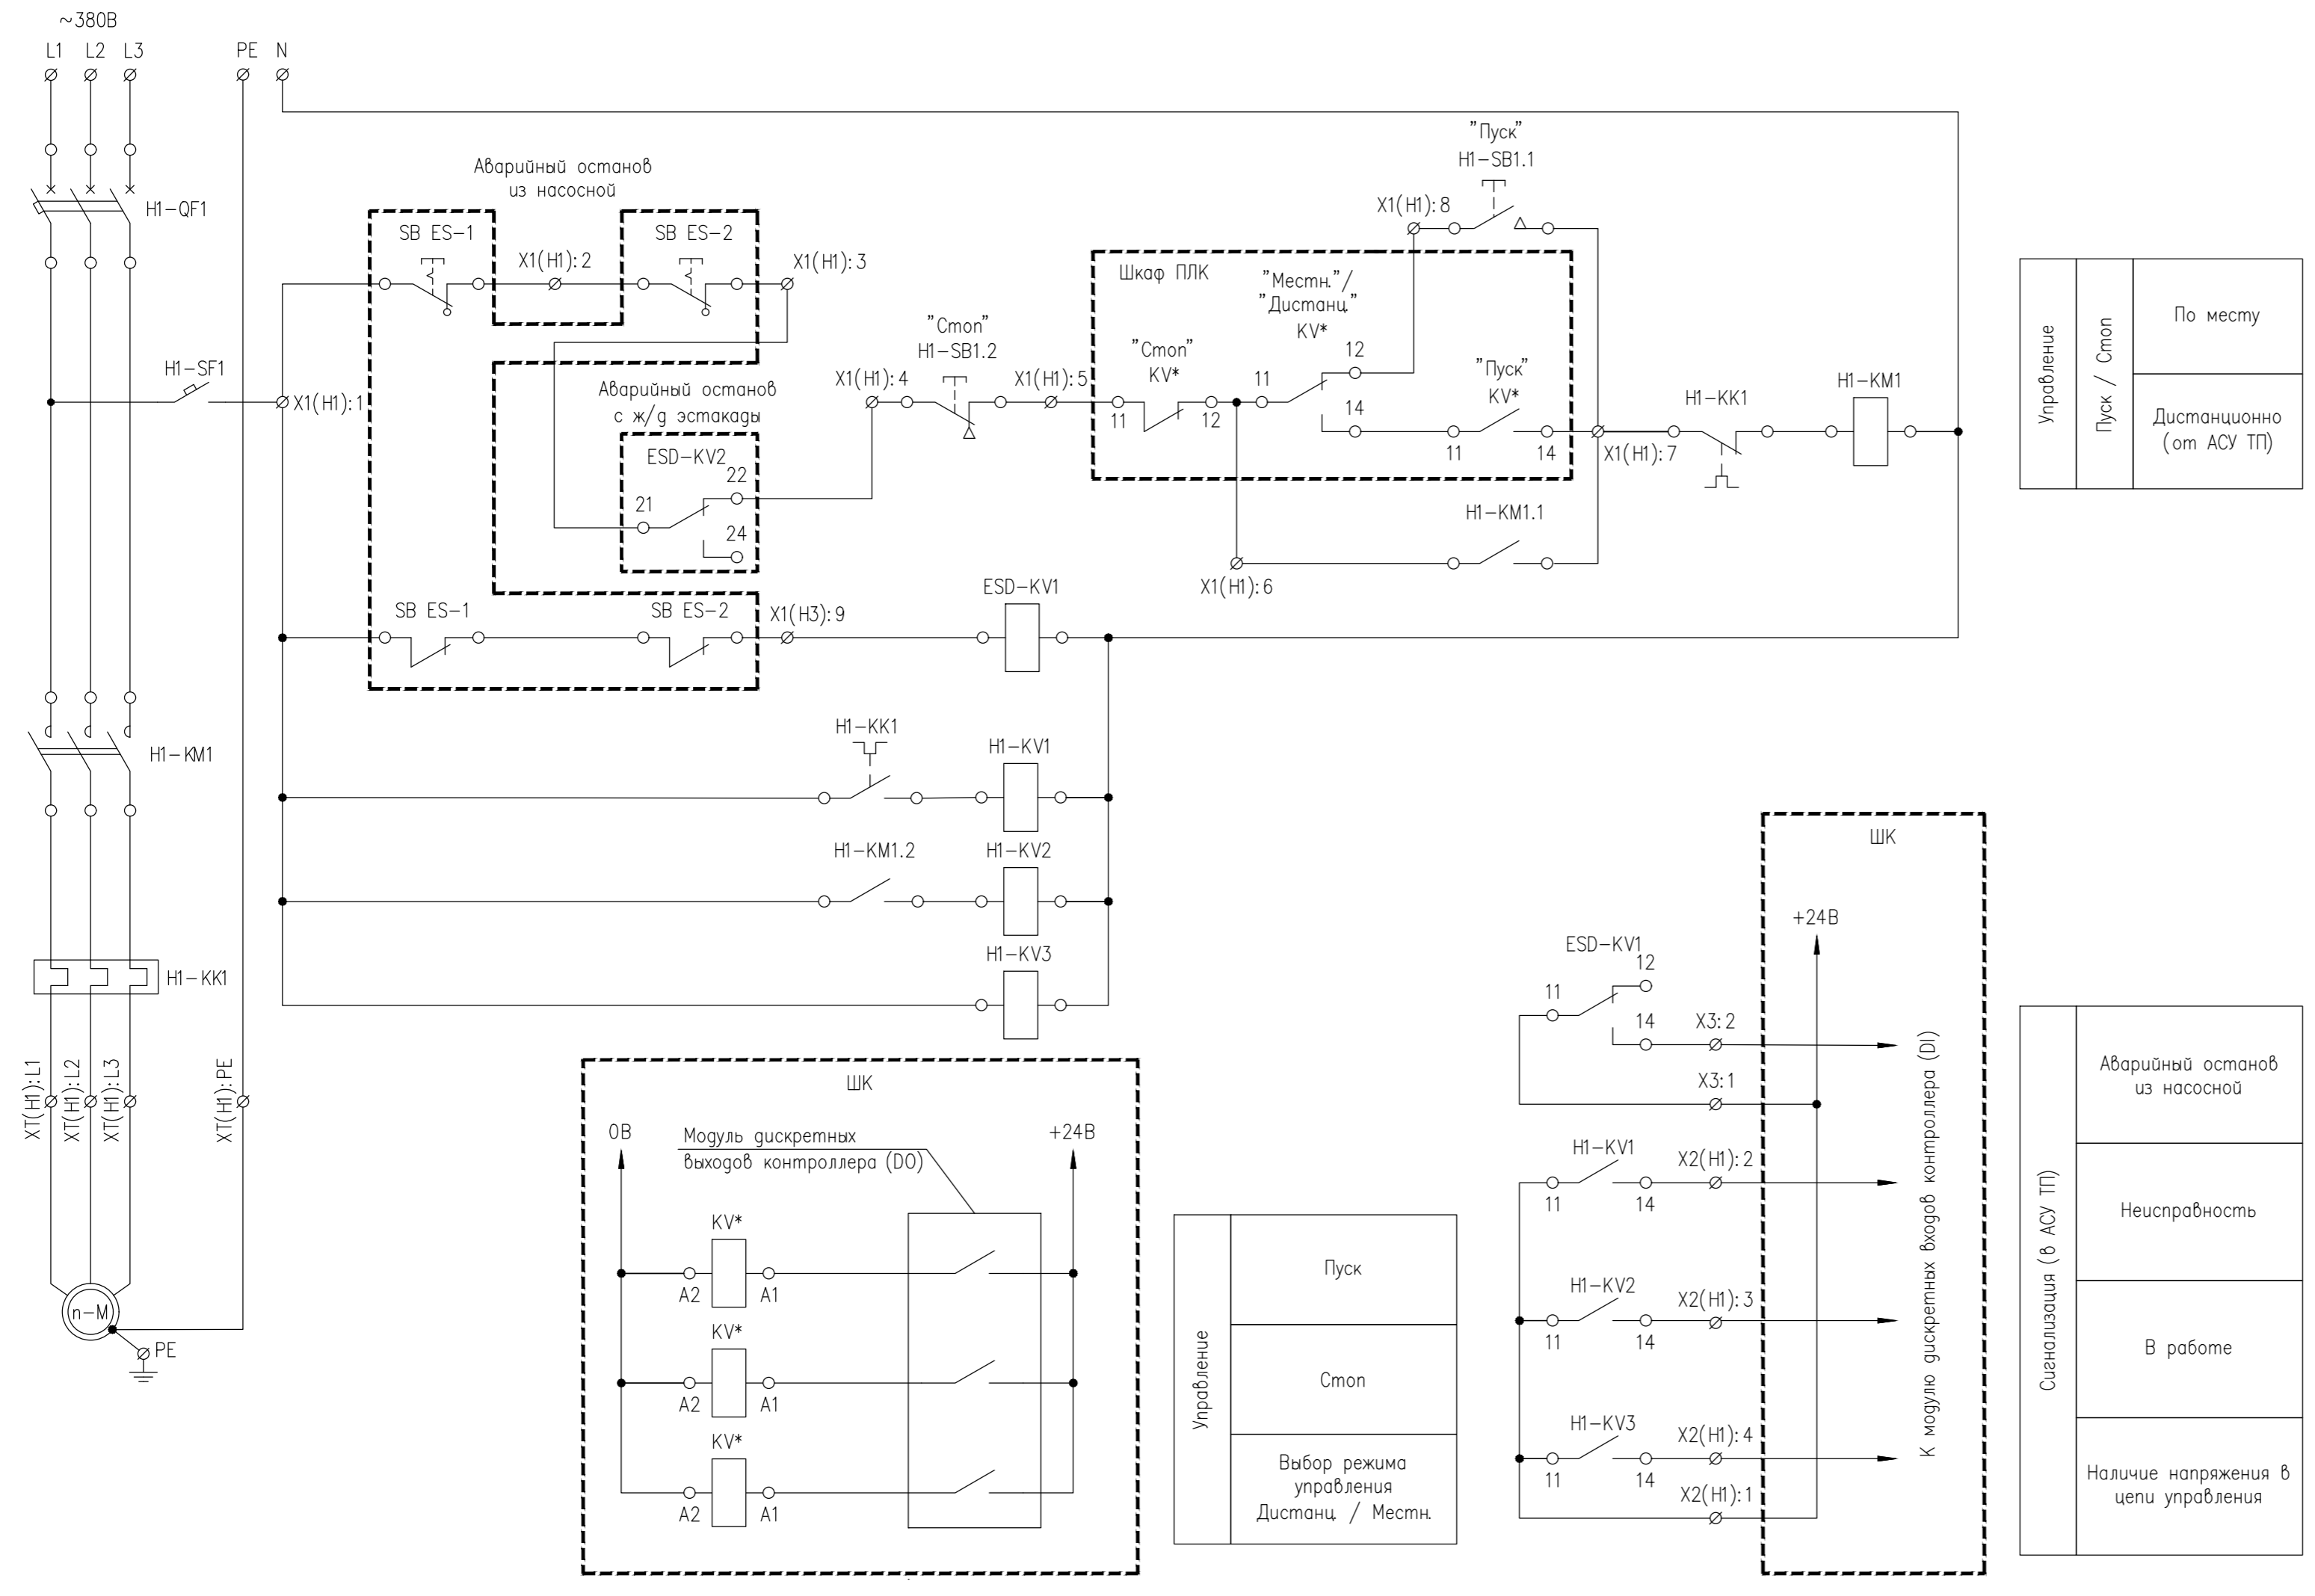 ~380В
L1 L2 L3 PE N
H1-QF1
H1-SF1
X1(H1):1
H1-KM1
H1-KK1
XT(H1):L1
XT(H1):L2
XT(H1):L3
XT(H1):PE
n-M
PE
Аварийный останов
из насосной
SB ES-1
X1(H1):2
SB ES-2
X1(H1):3
Аварийный останов
с ж/д эстакады
ESD-KV2
21
22
24
X1(H1):4
"Стоп"
H1-SB1.2
X1(H1):5
Шкаф ПЛК
"Стоп"
KV*
11
12
"Местн."/
"Дистанц."
KV*
11
12
14
"Пуск"
KV*
11
14
X1(H1):8
"Пуск"
H1-SB1.1
X1(H1):7
H1-KK1
H1-KM1
H1-KM1.1
X1(H1):6
SB ES-1
SB ES-2
X1(H3):9
ESD-KV1
H1-KK1
H1-KV1
H1-KM1.2
H1-KV2
H1-KV3
Управление
Пуск / Стоп
По месту
Дистанционно
(от АСУ ТП)
ШК
0В
Модуль дискретных
выходов контроллера (DO)
+24В
KV*
A2
A1
KV*
A2
A1
KV*
A2
A1
Управление
Пуск
Стоп
Выбор режима
управления
Дистанц. / Местн.
ШК
+24В
ESD-KV1
11
12
14
X3:2
X3:1
H1-KV1
11
14
X2(H1):2
H1-KV2
11
14
X2(H1):3
H1-KV3
11
14
X2(H1):4
X2(H1):1
К модулю дискретных входов контроллера (DI)
Сигнализация (в АСУ ТП)
Аварийный останов
из насосной
Неисправность
В работе
Наличие напряжения в
цепи управления